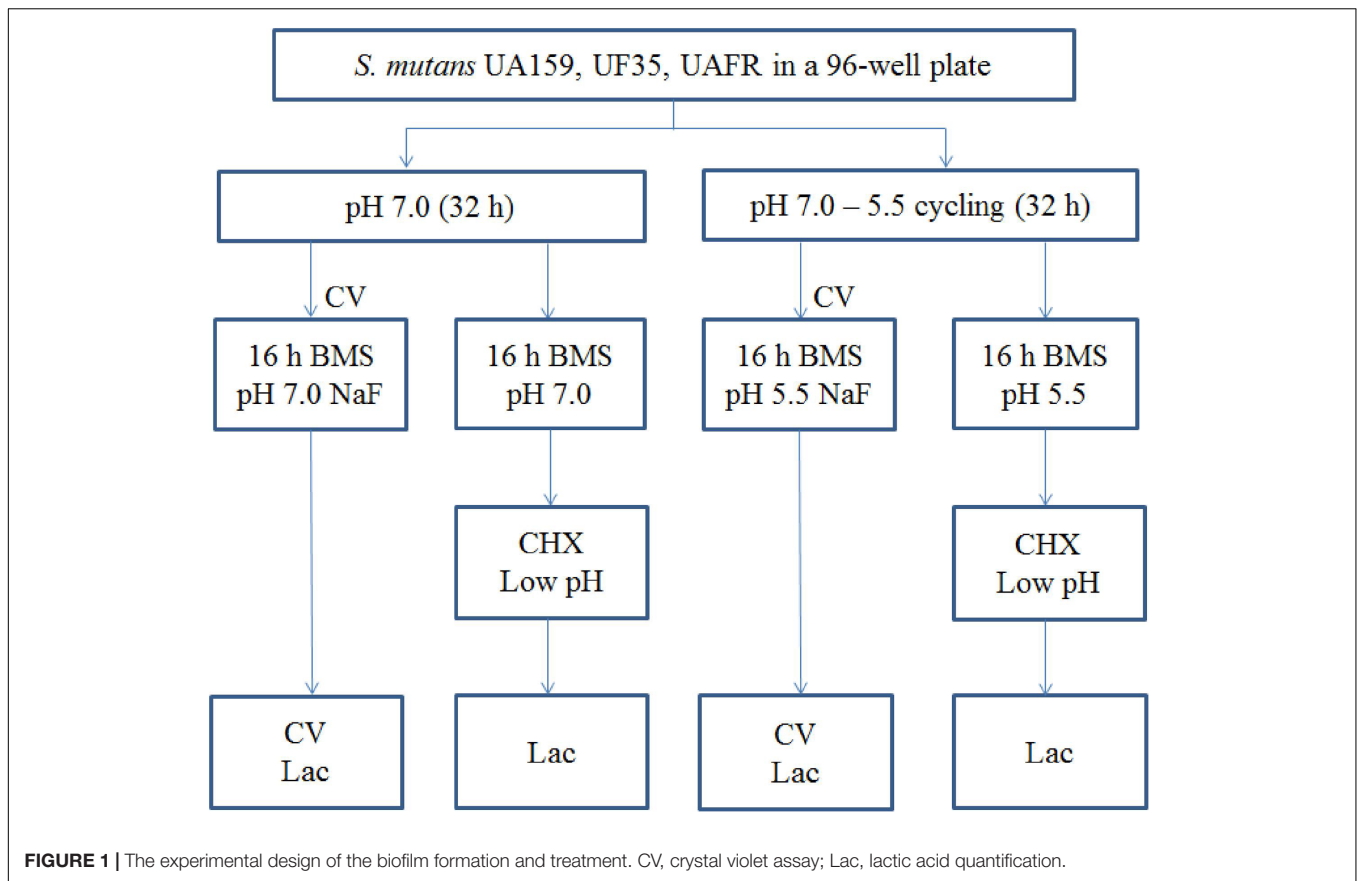 S. mutans UA159, UF35, UAFR in a 96-well plate
pH 7.0 (32 h)
pH 7.0 – 5.5 cycling (32 h)
CV
CV
16 h BMS
pH 7.0 NaF
16 h BMS
pH 7.0
16 h BMS
pH 5.5 NaF
16 h BMS
pH 5.5
CHX
Low pH
CHX
Low pH
CV
Lac
Lac
CV
Lac
Lac
FIGURE 1 | The experimental design of the biofilm formation and treatment. CV, crystal violet assay; Lac, lactic acid quantification.